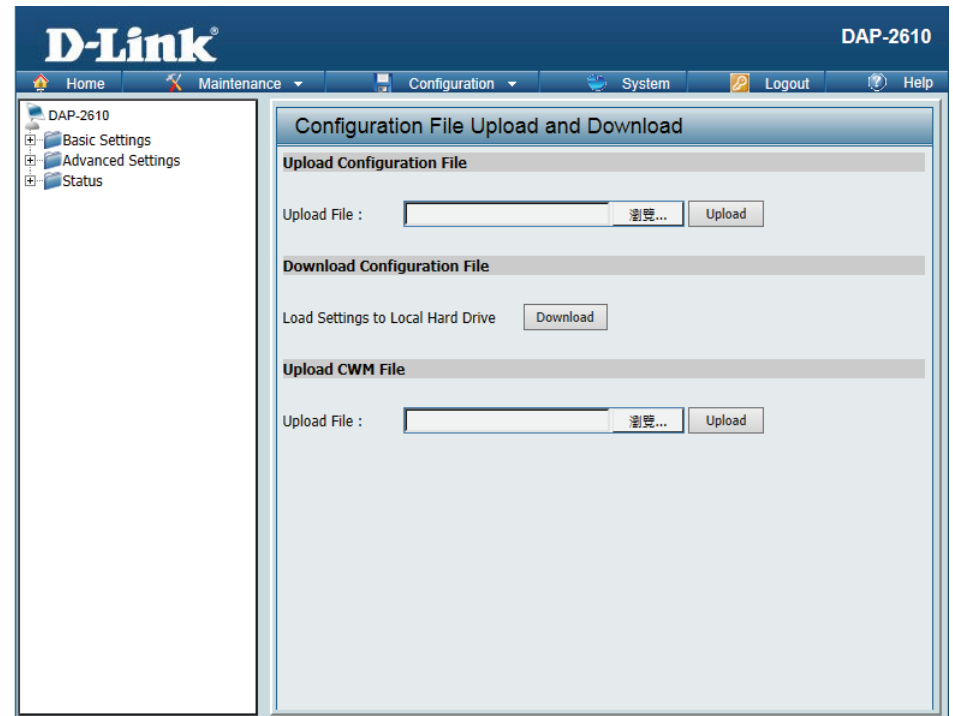 D-Link®
DAP-2610
Home Maintenance Configuration System Logout Help
DAP-2610
Basic Settings
Advanced Settings
Status
Configuration File Upload and Download
Upload Configuration File
Upload File : 瀏覽... Upload
Download Configuration File
Load Settings to Local Hard Drive Download
Upload CWM File
Upload File : 瀏覽... Upload